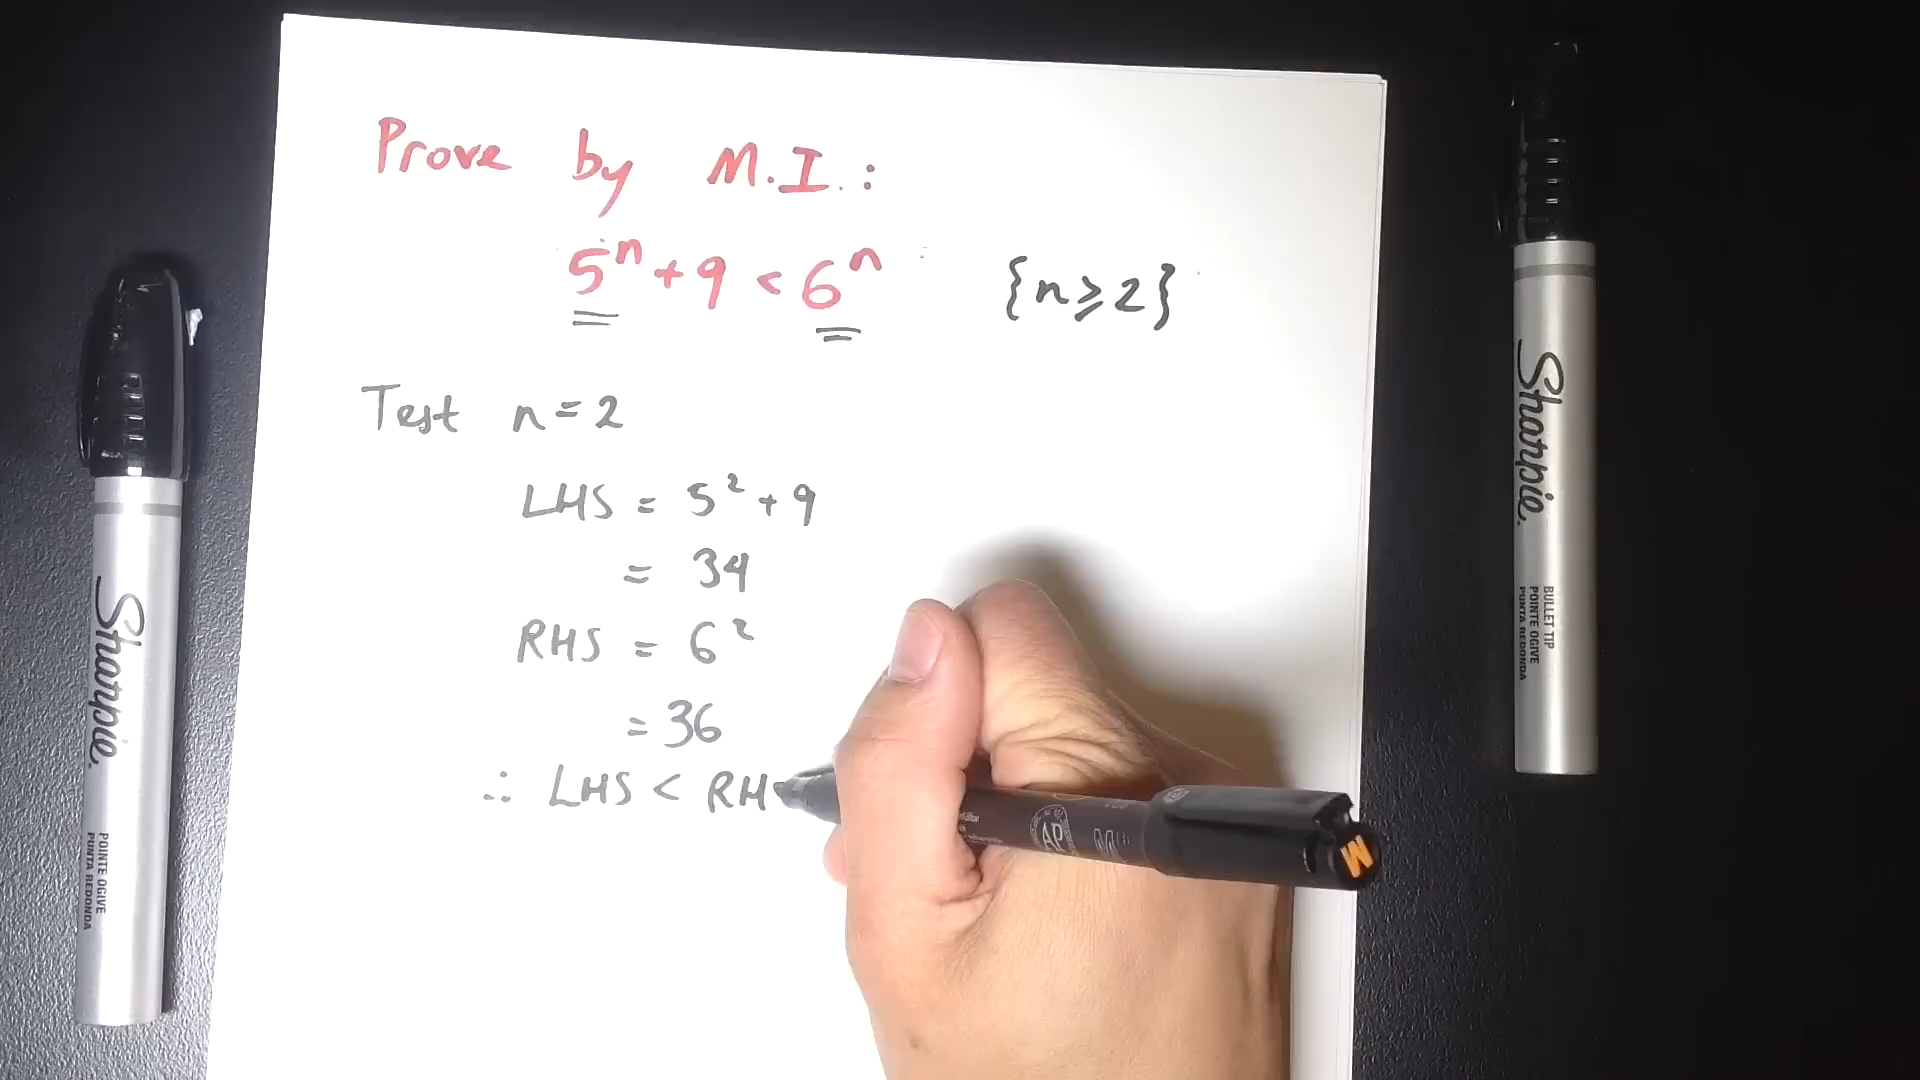 Prove by M.I.:
5ⁿ + 9 < 6ⁿ {n ≥ 2}
Test n = 2
LHS = 5² + 9
= 34
RHS = 6²
= 36
∴ LHS < RH
Sharpie.
POINTE OGIVE
PUNTA REDONDA
Sharpie.
BULLET TIP
POINTE OGIVE
PUNTA REDONDA
AP
M